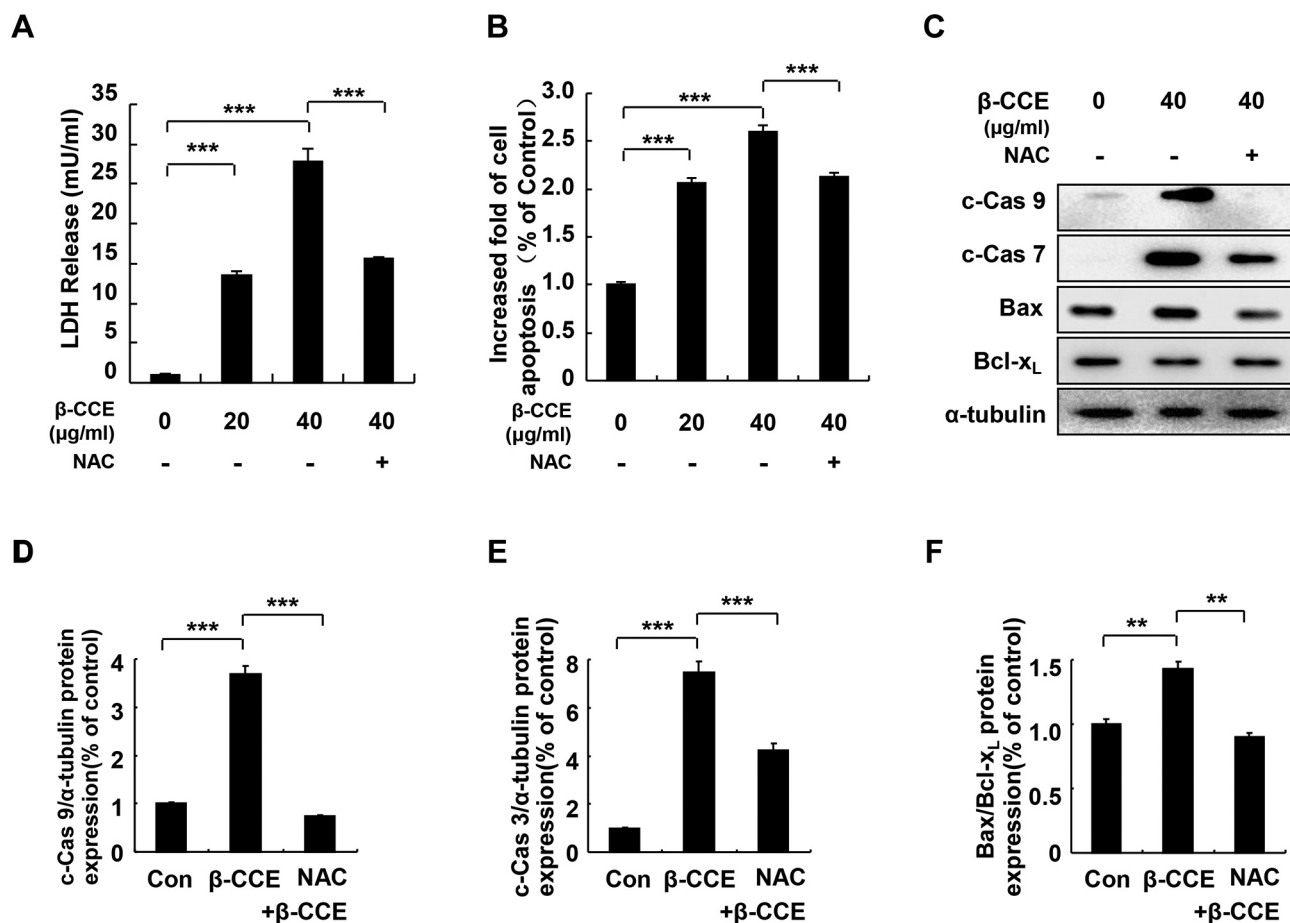 A
LDH Release (mU/ml)
35
30
25
20
15
10
5
0
***
***
***
β-CCE
(μg/ml)
0 20 40 40
NAC
- - - +
B
Increased fold of cell
apoptosis (% of Control)
3.0
2.5
2.0
1.5
1.0
0.5
0
***
***
***
β-CCE
(μg/ml)
0 20 40 40
NAC
- - - +
C
β-CCE
(μg/ml)
0 40 40
NAC
- - +
c-Cas 9
c-Cas 7
Bax
Bcl-xL
α-tubulin
D
c-Cas 9/α-tubulin protein
expression(% of control)
4
3
2
1
0
***
***
Con β-CCE NAC
+β-CCE
E
c-Cas 3/α-tubulin protein
expression(% of control)
8
6
4
2
0
***
***
Con β-CCE NAC
+β-CCE
F
Bax/Bcl-xL protein
expression(% of control)
1.5
1.0
0.5
0
**
**
Con β-CCE NAC
+β-CCE